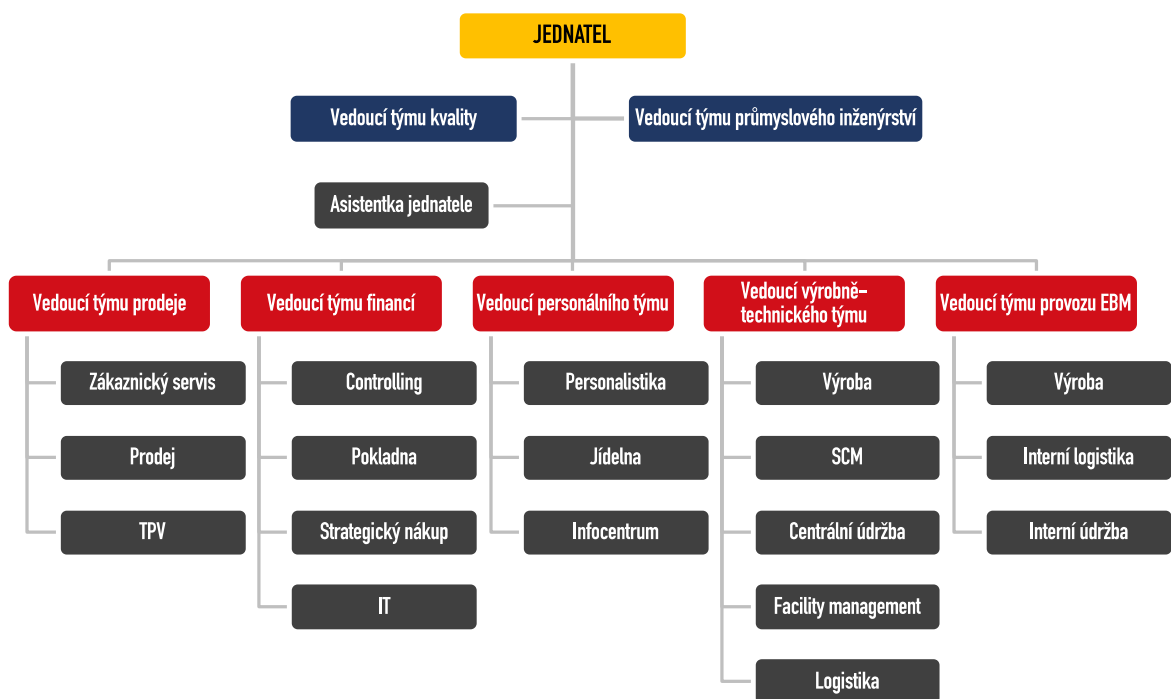 JEDNATEL
Vedoucí týmu kvality
Vedoucí týmu průmyslového inženýrství
Asistentka jednatele
Vedoucí týmu prodeje
Zákaznický servis
Prodej
TPV
Vedoucí týmu financí
Controlling
Pokladna
Strategický nákup
IT
Vedoucí personálního týmu
Personalistika
Jídelna
Infocentrum
Vedoucí výrobně-
technického týmu
Výroba
SCM
Centrální údržba
Facility management
Logistika
Vedoucí týmu provozu EBM
Výroba
Interní logistika
Interní údržba